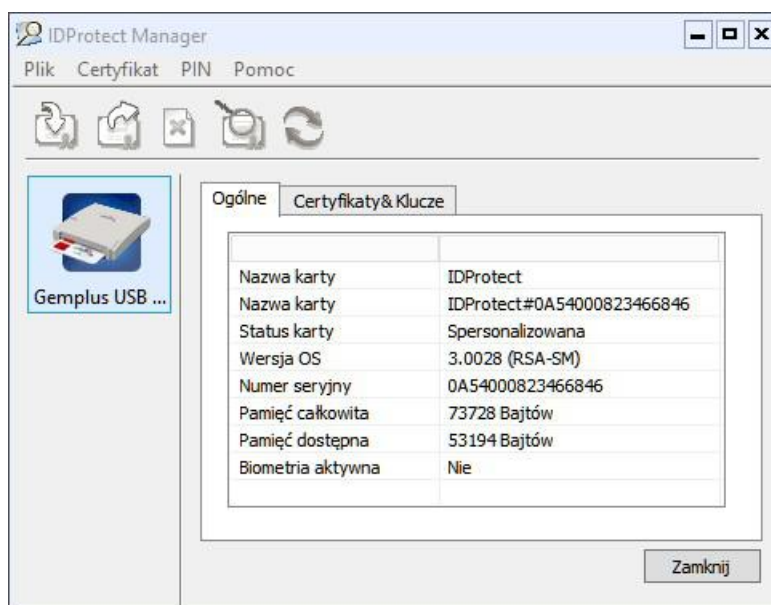 IDProtect Manager
Plik Certyfikat PIN Pomoc
Gemplus USB ...
Ogólne Certyfikaty& Klucze
Nazwa karty IDProtect
Nazwa karty IDProtect#0A54000823466846
Status karty Spersonalizowana
Wersja OS 3.0028 (RSA-SM)
Numer seryjny 0A54000823466846
Pamięć całkowita 73728 Bajtów
Pamięć dostępna 53194 Bajtów
Biometria aktywna Nie
Zamknij